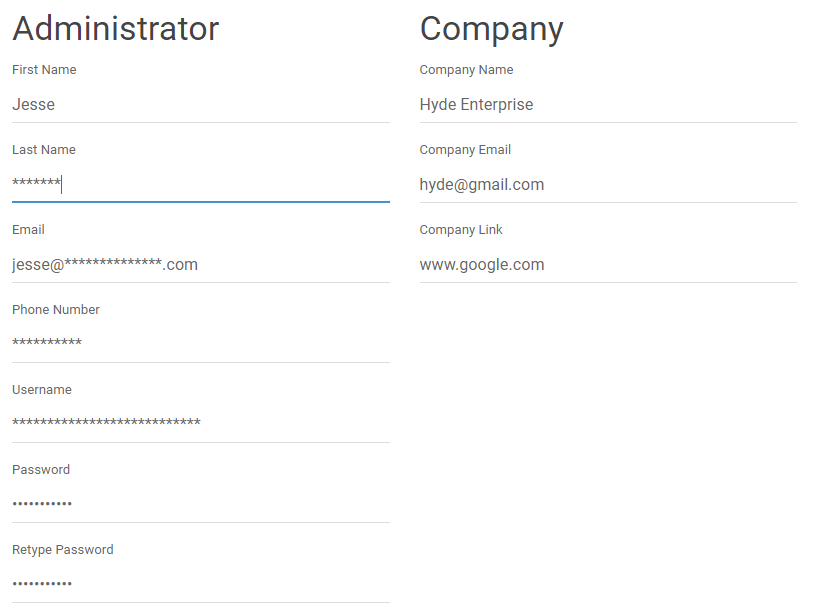 Administrator
First Name
Jesse
Last Name
*******
Email
jesse@**************.com
Phone Number
**********
Username
***************************
Password
•••••••••••
Retype Password
•••••••••••
Company
Company Name
Hyde Enterprise
Company Email
hyde@gmail.com
Company Link
www.google.com